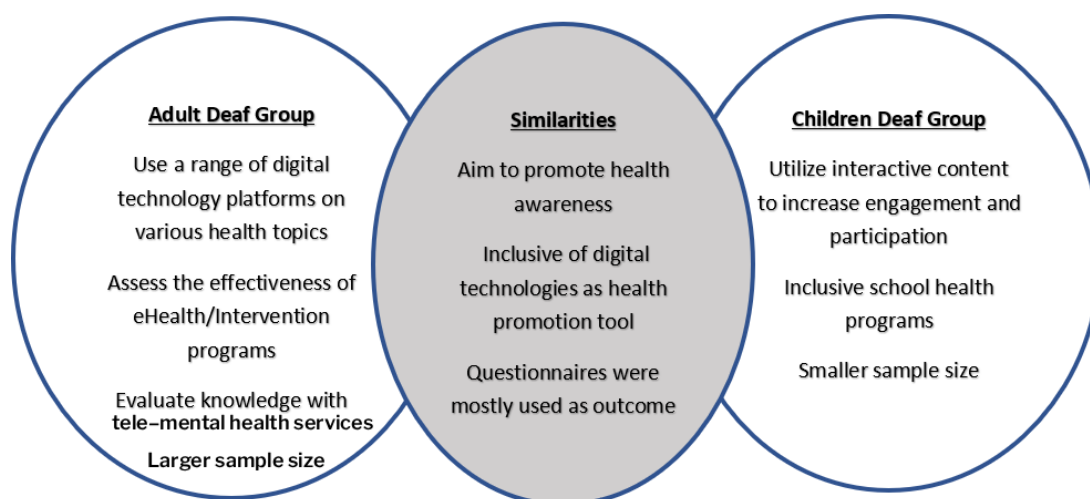 Adult Deaf Group
Use a range of digital
technology platforms on
various health topics
Assess the effectiveness of
eHealth/Intervention
programs
Evaluate knowledge with
tele–mental health services
Larger sample size
Similarities
Aim to promote health
awareness
Inclusive of digital
technologies as health
promotion tool
Questionnaires were
mostly used as outcome
Children Deaf Group
Utilize interactive content
to increase engagement and
participation
Inclusive school health
programs
Smaller sample size